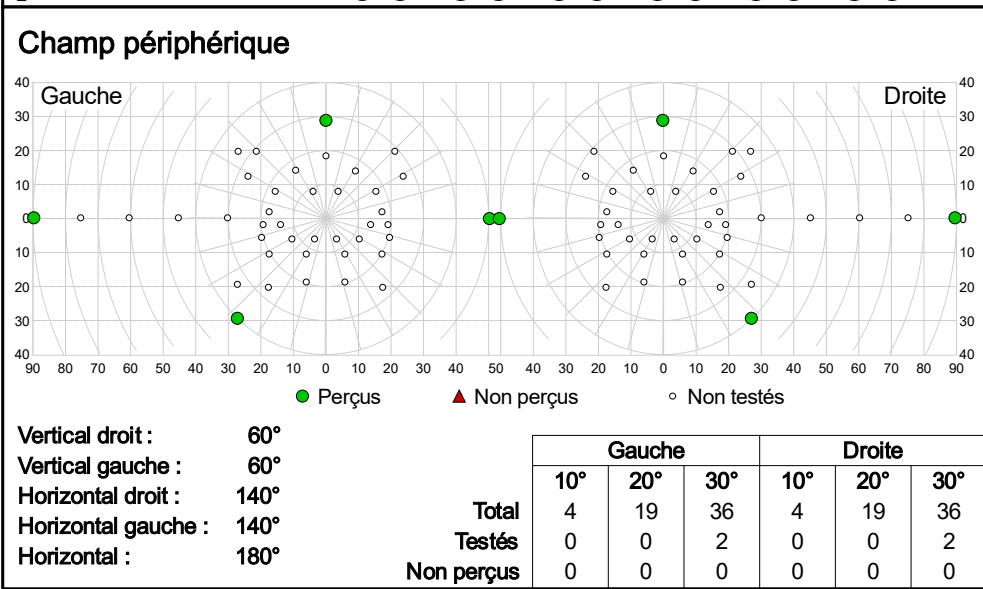 Champ périphérique
Gauche
Droite
40 40
30 30
20 20
10 10
0 0
10 10
20 20
30 30
40 40
90 80 70 60 50 40 30 20 10 0 10 20 30 40 50 40 30 20 10 0 10 20 30 40 50 60 70 80 90
Perçus Non perçus Non testés
Vertical droit : 60°
Vertical gauche : 60°
Horizontal droit : 140°
Horizontal gauche : 140°
Horizontal : 180°
Gauche Droite
10° 20° 30° 10° 20° 30°
Total 4 19 36 4 19 36
Testés 0 0 2 0 0 2
Non perçus 0 0 0 0 0 0